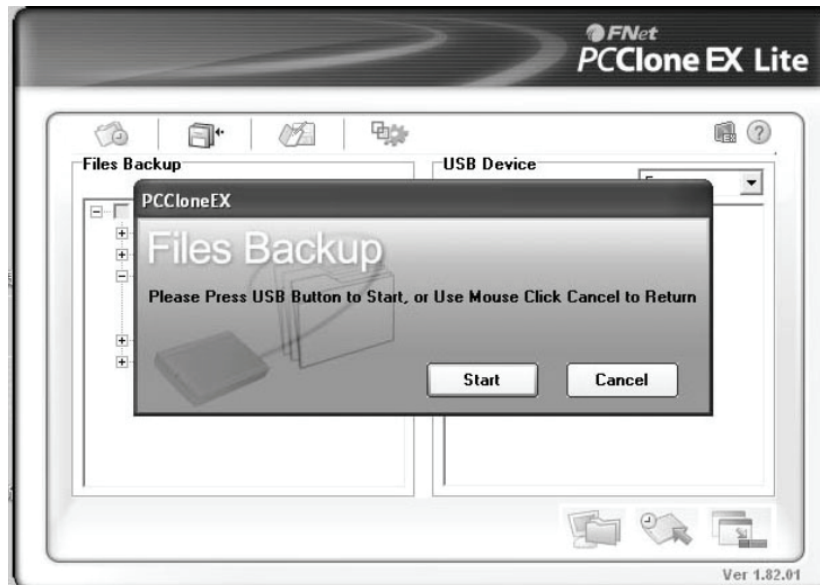 FNet
PCClone EX Lite
Files Backup
USB Device
PCCloneEX
Files Backup
Please Press USB Button to Start, or Use Mouse Click Cancel to Return
Start
Cancel
Ver 1.82.01